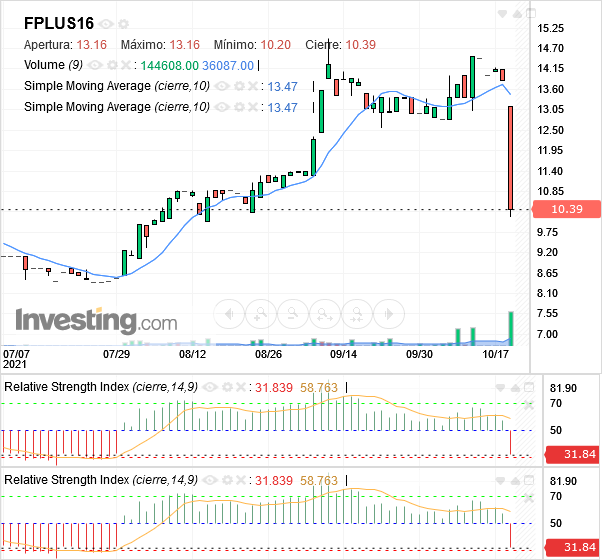 FPLUS16
Apertura: 13.16 Máximo: 13.16 Mínimo: 10.20 Cierre: 10.39
Volume (9) 144608.00 36087.00
Simple Moving Average (cierre,10) : 13.47
Simple Moving Average (cierre,10) : 13.47
15.25
14.70
14.15
13.60
13.05
12.50
11.95
11.40
10.85
10.39
9.75
9.20
8.65
8.10
7.55
7.00
Investing.com
07/07 07/29 08/12 08/26 09/14 09/30 10/17
2021
Relative Strength Index (cierre,14,9) : 31.839 58.763
81.90
70
50
31.84
Relative Strength Index (cierre,14,9) : 31.839 58.763
81.90
70
50
31.84